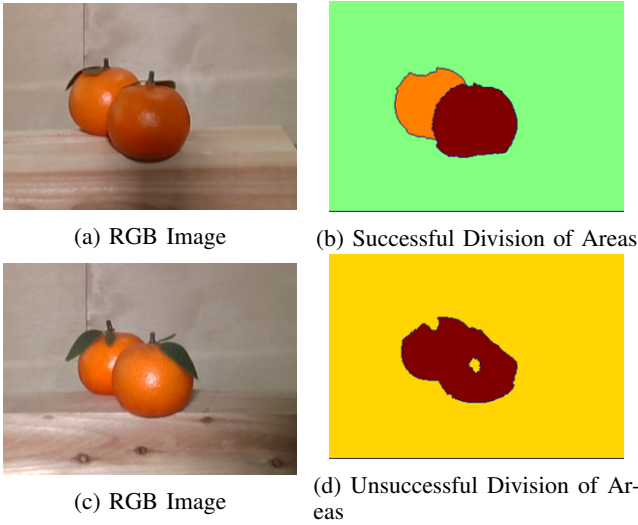 (a) RGB Image
(b) Successful Division of Areas
(c) RGB Image
(d) Unsuccessful Division of Ar-
eas